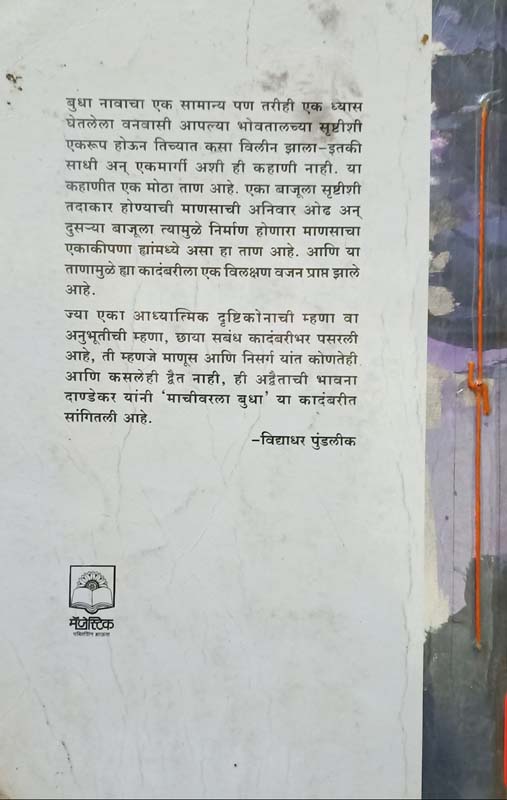 बुधा नावाचा एक सामान्य पण तरीही एक ध्यास
घेतलेला वनवासी आपल्या भोवतालच्या सृष्टीशी
एकरूप होऊन तिच्यात कसा विलीन झाला-इतकी
साधी अन् एकमार्गी अशी ही कहाणी नाही. या
कहाणीत एक मोठा ताण आहे. एका बाजूला सृष्टीशी
तदाकार होण्याची माणसाची अनिवार ओढ अन्
दुसऱ्या बाजूला त्यामुळे निर्माण होणारा माणसाचा
एकाकीपणा ह्यांमध्ये असा हा ताण आहे. आणि या
ताणामुळे ह्या कादंबरीला एक विलक्षण वजन प्राप्त झाले
आहे.
ज्या एका आध्यात्मिक दृष्टिकोनाची म्हणा वा
अनुभूतीची म्हणा, छाया सबंध कादंबरीभर पसरली
आहे, ती म्हणजे माणूस आणि निसर्ग यांत कोणतेही
आणि कसलेही द्वैत नाही, ही अद्वैताची भावना
दाण्डेकर यांनी ‘माचीवरला बुधा’ या कादंबरीत
सांगितली आहे.
–विद्याधर पुंडलीक
मॅजेस्टिक
पब्लिशिंग हाऊस